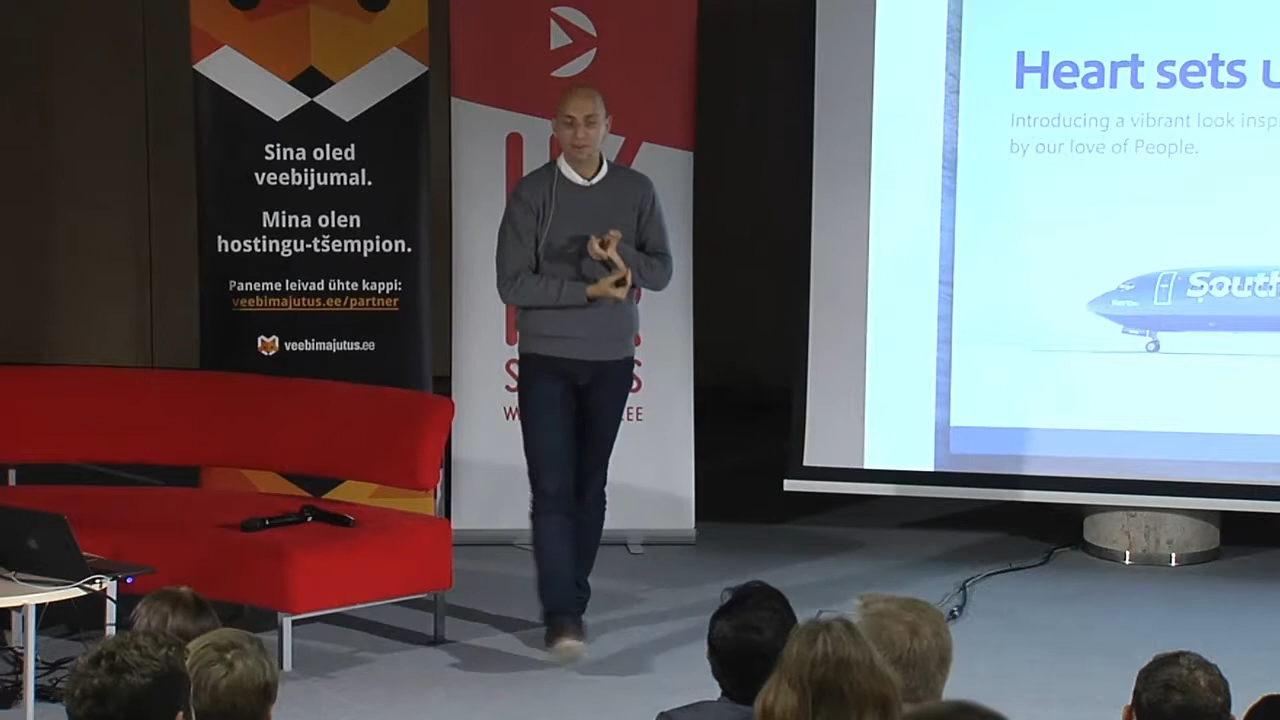 Sina oled
veebijumal.
Mina olen
hostingu-tšempion.
Paneme leivad ühte kappi:
veebimajutus.ee/partner
veebimajutus.ee
Heart sets u
Introducing a vibrant look insp
by our love of People.
South